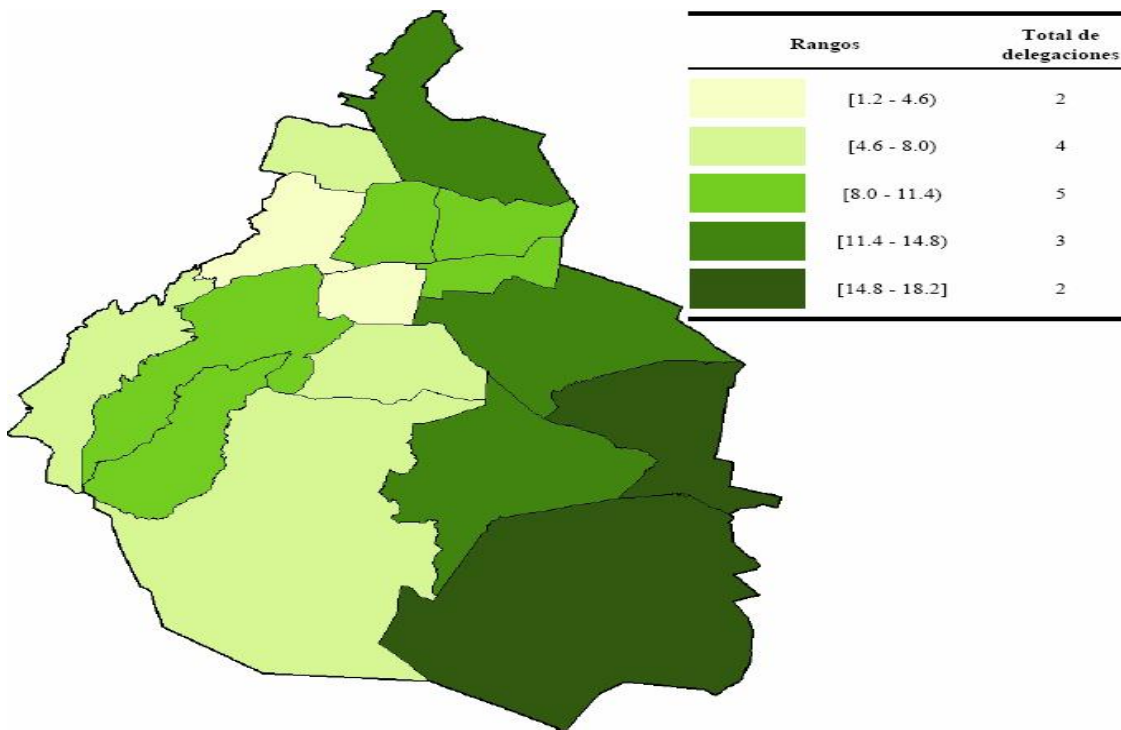 Rangos Total de delegaciones
[1.2 - 4.6) 2
[4.6 - 8.0) 4
[8.0 - 11.4) 5
[11.4 - 14.8) 3
[14.8 - 18.2] 2